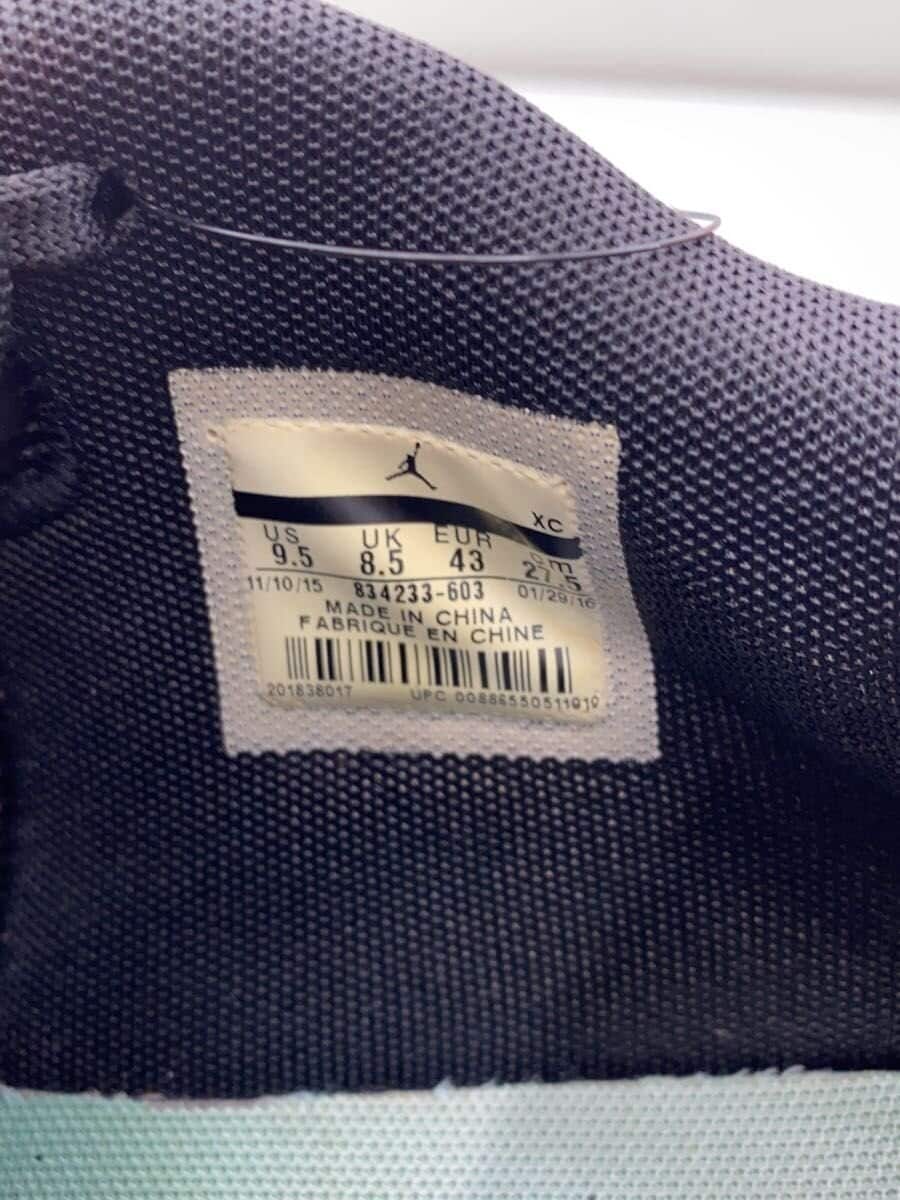 XC
US UK EUR cm
9.5 8.5 43 27.5
11/10/15 834233-603 01/29/16
MADE IN CHINA
FABRIQUE EN CHINE
201838017 UPC 00886550511919